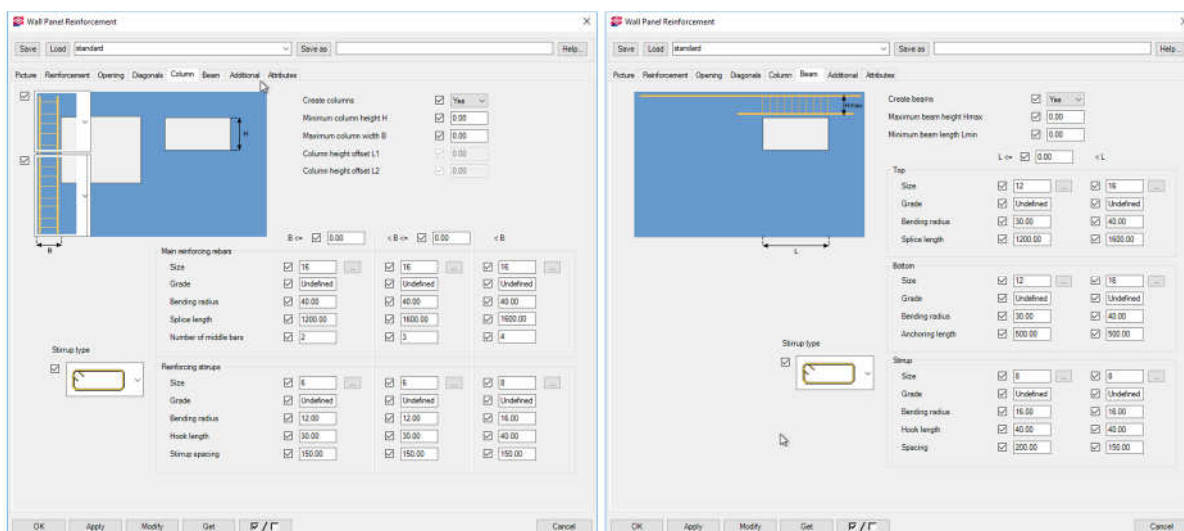 Wall Panel Reinforcement
Save Load standard Save as Help...
Picture Reinforcement Opening Diagonals Column Beam Additional Attributes
H
B
Create columns Yes
Minimum column height H 0.00
Maximum column width B 0.00
Column height offset L1 0.00
Column height offset L2 0.00
B <= 0.00 < B <= 0.00 < B
Main reinforcing rebars
Size 16 ... 16 ... 16 ...
Grade Undefined Undefined Undefined
Bending radius 40.00 40.00 40.00
Splice length 1200.00 1600.00 1600.00
Number of middle bars 2 3 4
Stirrup type
Reinforcing stirrups
Size 6 ... 6 ... 8 ...
Grade Undefined Undefined Undefined
Bending radius 12.00 12.00 16.00
Hook length 30.00 30.00 40.00
Stirrup spacing 150.00 150.00 150.00
OK Apply Modify Get Cancel
Wall Panel Reinforcement
Save Load standard Save as Help...
Picture Reinforcement Opening Diagonals Column Beam Additional Attributes
Hmax
L
Create beams Yes
Maximum beam height Hmax 0.00
Minimum beam length Lmin 0.00
L <= 0.00 < L
Top
Size 12 ... 16 ...
Grade Undefined Undefined
Bending radius 30.00 40.00
Splice length 1200.00 1600.00
Bottom
Size 12 ... 16 ...
Grade Undefined Undefined
Bending radius 30.00 40.00
Anchoring length 500.00 500.00
Stirrup type
Stirrup
Size 8 ... 8 ...
Grade Undefined Undefined
Bending radius 16.00 16.00
Hook length 40.00 40.00
Spacing 200.00 150.00
OK Apply Modify Get Cancel